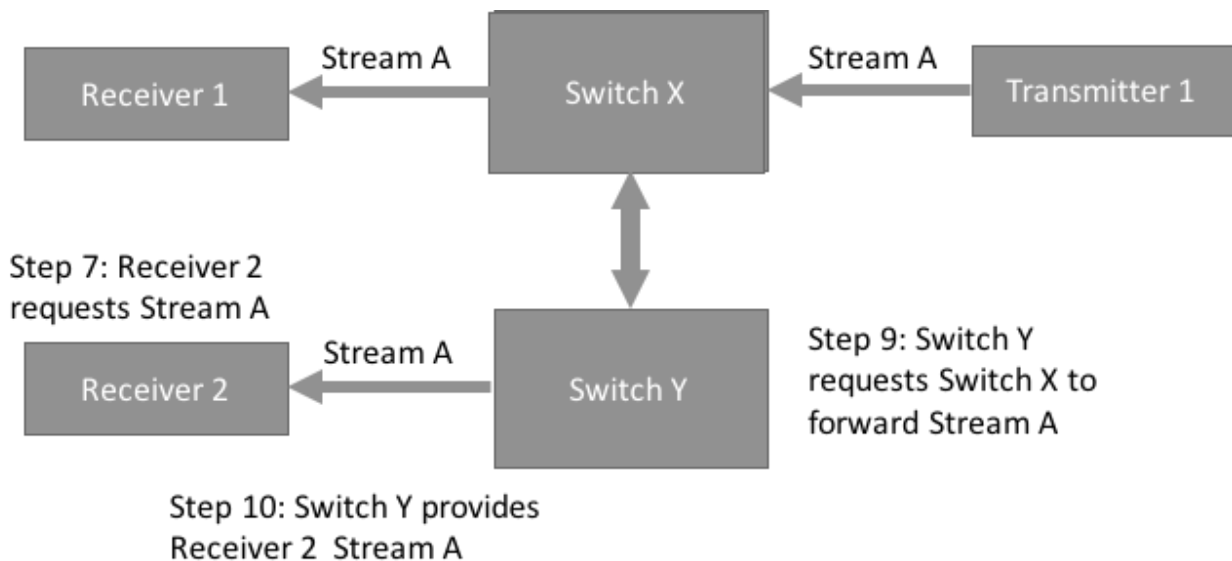 Stream A
Stream A
Receiver 1
Switch X
Transmitter 1
Step 7: Receiver 2
requests Stream A
Stream A
Receiver 2
Switch Y
Step 9: Switch Y
requests Switch X to
forward Stream A
Step 10: Switch Y provides
Receiver 2 Stream A